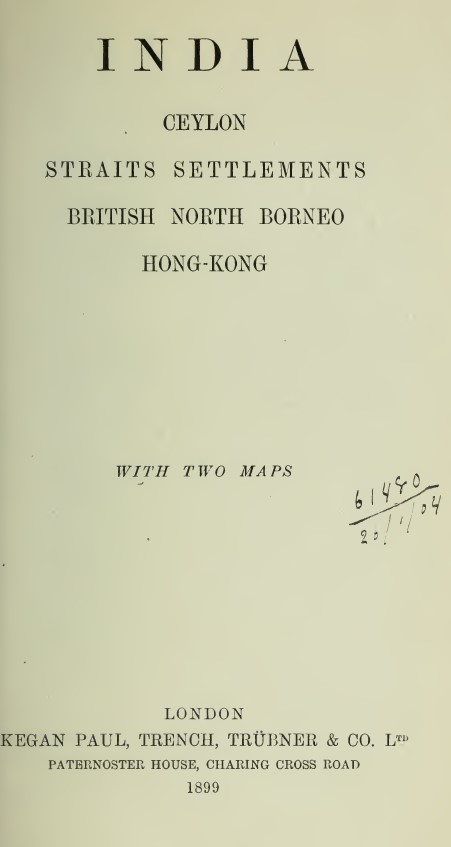 INDIA
CEYLON
STRAITS SETTLEMENTS
BRITISH NORTH BORNEO
HONG-KONG
WITH TWO MAPS
61480
20/1/04
LONDON
KEGAN PAUL, TRENCH, TRÜBNER & CO. LTD
PATERNOSTER HOUSE, CHARING CROSS ROAD
1899